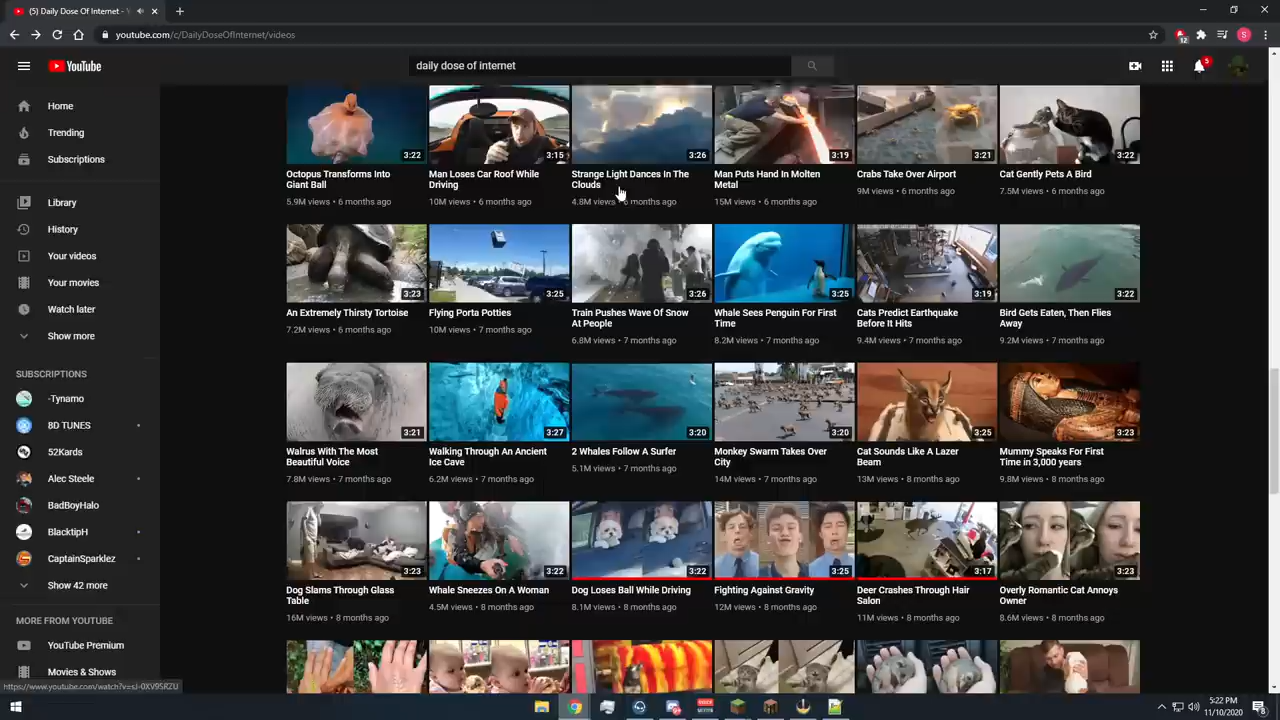 (5) Daily Dose Of Internet - Y
youtube.com/c/DailyDoseOfInternet/videos
12
S
YouTube
daily dose of internet
5
Home
Trending
Subscriptions
Library
History
Your videos
Your movies
Watch later
Show more
SUBSCRIPTIONS
-Tynamo
8D TUNES
52Kards
Alec Steele
BadBoyHalo
BlacktipH
CaptainSparklez
Show 42 more
MORE FROM YOUTUBE
YouTube Premium
Movies & Shows
3:22
3:15
3:26
3:19
3:21
3:22
Octopus Transforms Into
Giant Ball
5.9M views • 6 months ago
Man Loses Car Roof While
Driving
10M views • 6 months ago
Strange Light Dances In The
Clouds
4.8M views • 6 months ago
Man Puts Hand In Molten
Metal
15M views • 6 months ago
Crabs Take Over Airport
9M views • 6 months ago
Cat Gently Pets A Bird
7.5M views • 6 months ago
3:23
3:25
3:26
3:25
3:19
3:22
An Extremely Thirsty Tortoise
7.2M views • 6 months ago
Flying Porta Potties
10M views • 7 months ago
Train Pushes Wave Of Snow
At People
6.8M views • 7 months ago
Whale Sees Penguin For First
Time
8.2M views • 7 months ago
Cats Predict Earthquake
Before It Hits
9.4M views • 7 months ago
Bird Gets Eaten, Then Flies
Away
9.2M views • 7 months ago
3:21
3:27
3:20
3:20
3:25
3:23
Walrus With The Most
Beautiful Voice
7.8M views • 7 months ago
Walking Through An Ancient
Ice Cave
6.2M views • 7 months ago
2 Whales Follow A Surfer
5.1M views • 7 months ago
Monkey Swarm Takes Over
City
14M views • 7 months ago
Cat Sounds Like A Lazer
Beam
13M views • 8 months ago
Mummy Speaks For First
Time in 3,000 years
9.8M views • 8 months ago
3:23
3:22
3:22
3:25
3:17
3:23
Dog Slams Through Glass
Table
16M views • 8 months ago
Whale Sneezes On A Woman
4.5M views • 8 months ago
Dog Loses Ball While Driving
8.1M views • 8 months ago
Fighting Against Gravity
12M views • 8 months ago
Deer Crashes Through Hair
Salon
11M views • 8 months ago
Overly Romantic Cat Annoys
Owner
8.6M views • 8 months ago
5:22 PM
11/10/2020